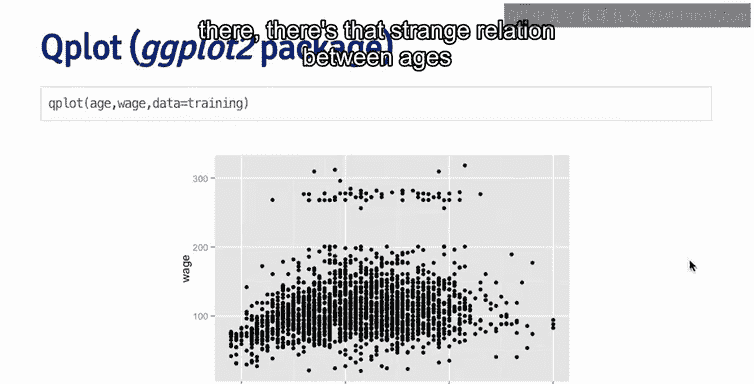 there, there's that strange relation
between ages
Qplot (ggplot2 package)
qplot(age,wage,data=training)
300
200
100
wage